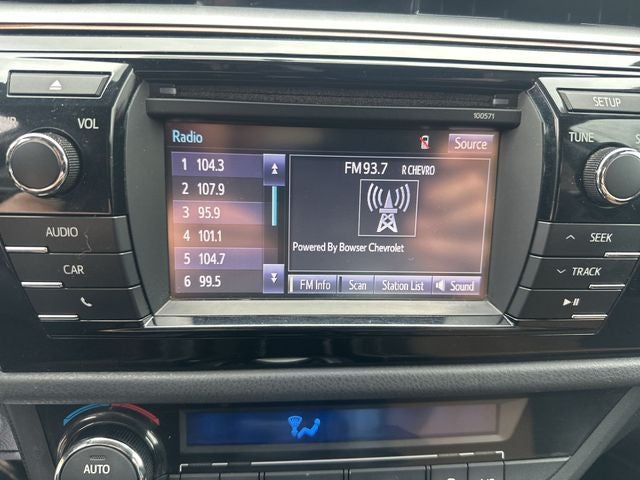 100571
VOL
SETUP
Radio
Source
TUNE
1 104.3
2 107.9
3 95.9
4 101.1
5 104.7
6 99.5
FM 93.7 R CHEVRO
Powered By Bowser Chevrolet
FM Info Scan Station List Sound
AUDIO
CAR
SEEK
TRACK
AUTO